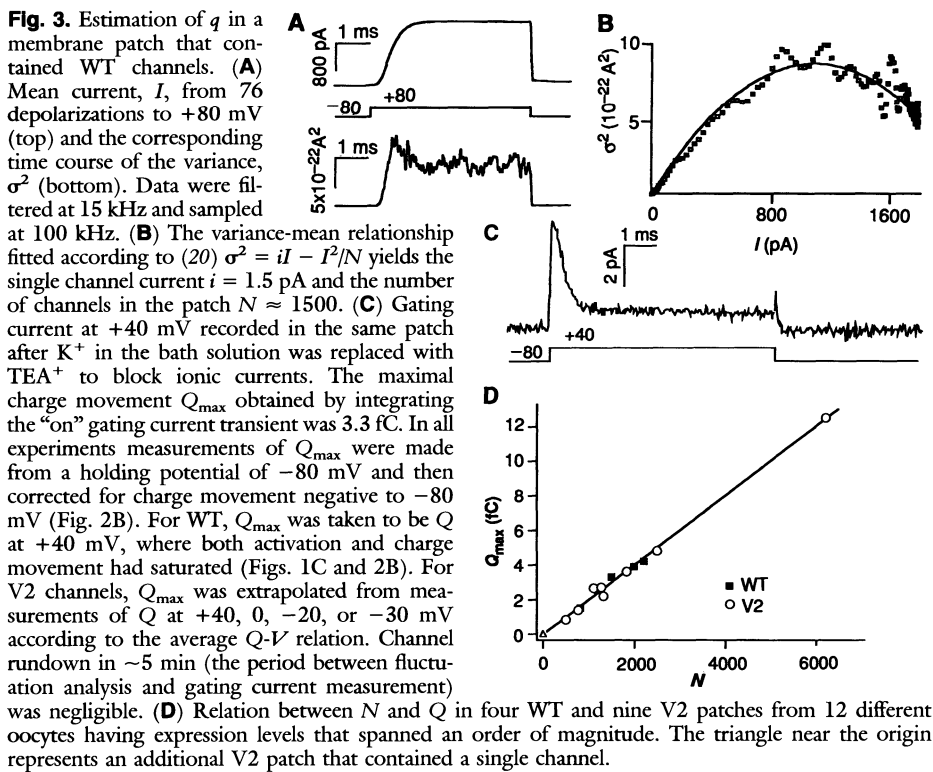 Fig. 3. Estimation of q in a
membrane patch that con-
tained WT channels. (A)
Mean current, I, from 76
depolarizations to +80 mV
(top) and the corresponding
time course of the variance,
σ² (bottom). Data were fil-
tered at 15 kHz and sampled
at 100 kHz. (B) The variance-mean relationship
fitted according to (20) σ² = iI − I²/N yields the
single channel current i = 1.5 pA and the number
of channels in the patch N ≈ 1500. (C) Gating
current at +40 mV recorded in the same patch
after K⁺ in the bath solution was replaced with
TEA⁺ to block ionic currents. The maximal
charge movement Qmax obtained by integrating
the “on” gating current transient was 3.3 fC. In all
experiments measurements of Qmax were made
from a holding potential of −80 mV and then
corrected for charge movement negative to −80
mV (Fig. 2B). For WT, Qmax was taken to be Q
at +40 mV, where both activation and charge
movement had saturated (Figs. 1C and 2B). For
V2 channels, Qmax was extrapolated from mea-
surements of Q at +40, 0, −20, or −30 mV
according to the average Q-V relation. Channel
rundown in ~5 min (the period between fluctu-
ation analysis and gating current measurement)
was negligible. (D) Relation between N and Q in four WT and nine V2 patches from 12 different
oocytes having expression levels that spanned an order of magnitude. The triangle near the origin
represents an additional V2 patch that contained a single channel.
A
1 ms
800 pA
−80
+80
1 ms
5x10⁻²²A²
B
10
5
σ² (10⁻²² A²)
0
800
1600
I (pA)
C
1 ms
2 pA
+40
−80
D
12
10
8
6
4
2
0
Qmax (fC)
WT
V2
0
2000
4000
6000
N